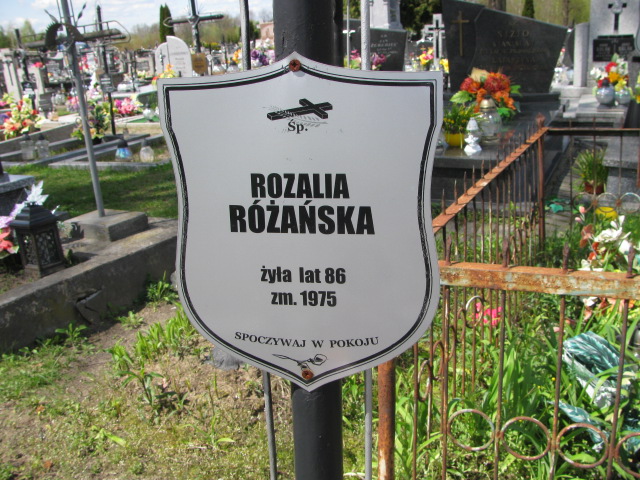 Śp.
ROZALIA
RÓŻAŃSKA
żyła lat 86
zm. 1975
SPOCZYWAJ W POKOJU